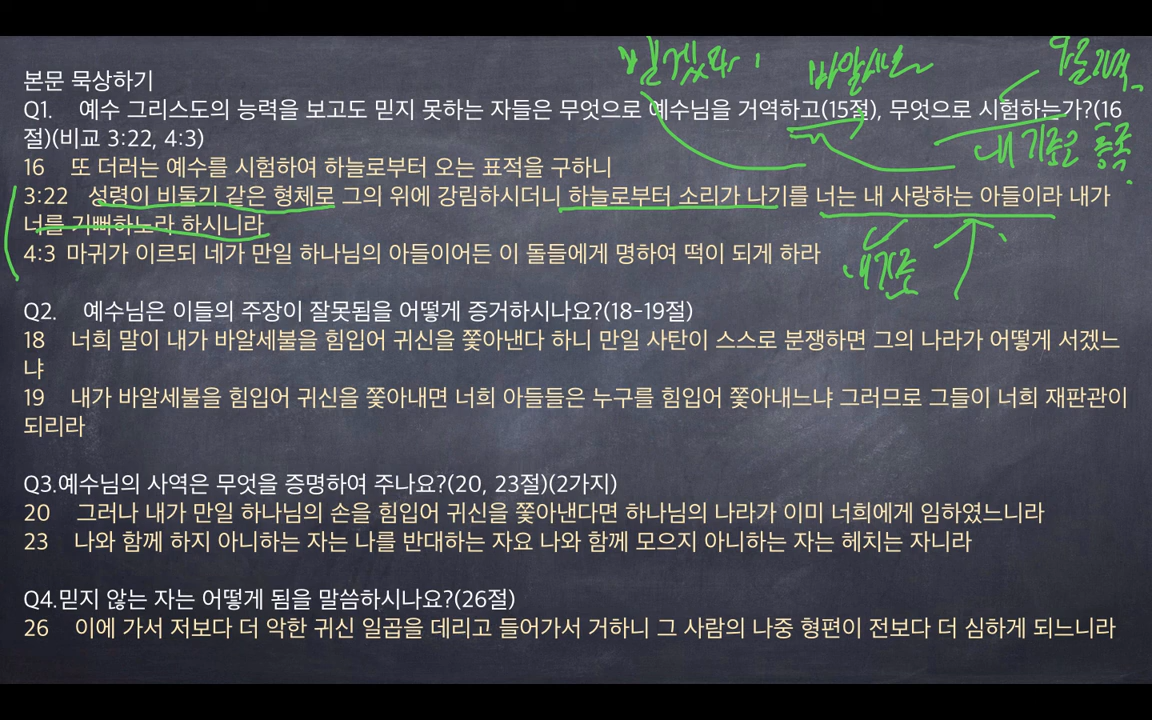 믿겠다
바알세불
본문 묵상하기
Q1. 예수 그리스도의 능력을 보고도 믿지 못하는 자들은 무엇으로 예수님을 거역하고(15절), 무엇으로 시험하는가?(16
절)(비교 3:22, 4:3)
내 기준
16 또 더러는 예수를 시험하여 하늘로부터 오는 표적을 구하니
3:22 성령이 비둘기 같은 형체로 그의 위에 강림하시더니 하늘로부터 소리가 나기를 너는 내 사랑하는 아들이라 내가
너를 기뻐하노라 하시니라
4:3 마귀가 이르되 네가 만일 하나님의 아들이어든 이 돌들에게 명하여 떡이 되게 하라
내 기준
Q2. 예수님은 이들의 주장이 잘못됨을 어떻게 증거하시나요?(18-19절)
18 너희 말이 내가 바알세불을 힘입어 귀신을 쫓아낸다 하니 만일 사탄이 스스로 분쟁하면 그의 나라가 어떻게 서겠느
냐
19 내가 바알세불을 힘입어 귀신을 쫓아내면 너희 아들들은 누구를 힘입어 쫓아내느냐 그러므로 그들이 너희 재판관이
되리라
Q3.예수님의 사역은 무엇을 증명하여 주나요?(20, 23절)(2가지)
20 그러나 내가 만일 하나님의 손을 힘입어 귀신을 쫓아낸다면 하나님의 나라가 이미 너희에게 임하였느니라
23 나와 함께 하지 아니하는 자는 나를 반대하는 자요 나와 함께 모으지 아니하는 자는 헤치는 자니라
Q4.믿지 않는 자는 어떻게 됨을 말씀하시나요?(26절)
26 이에 가서 저보다 더 악한 귀신 일곱을 데리고 들어가서 거하니 그 사람의 나중 형편이 전보다 더 심하게 되느니라